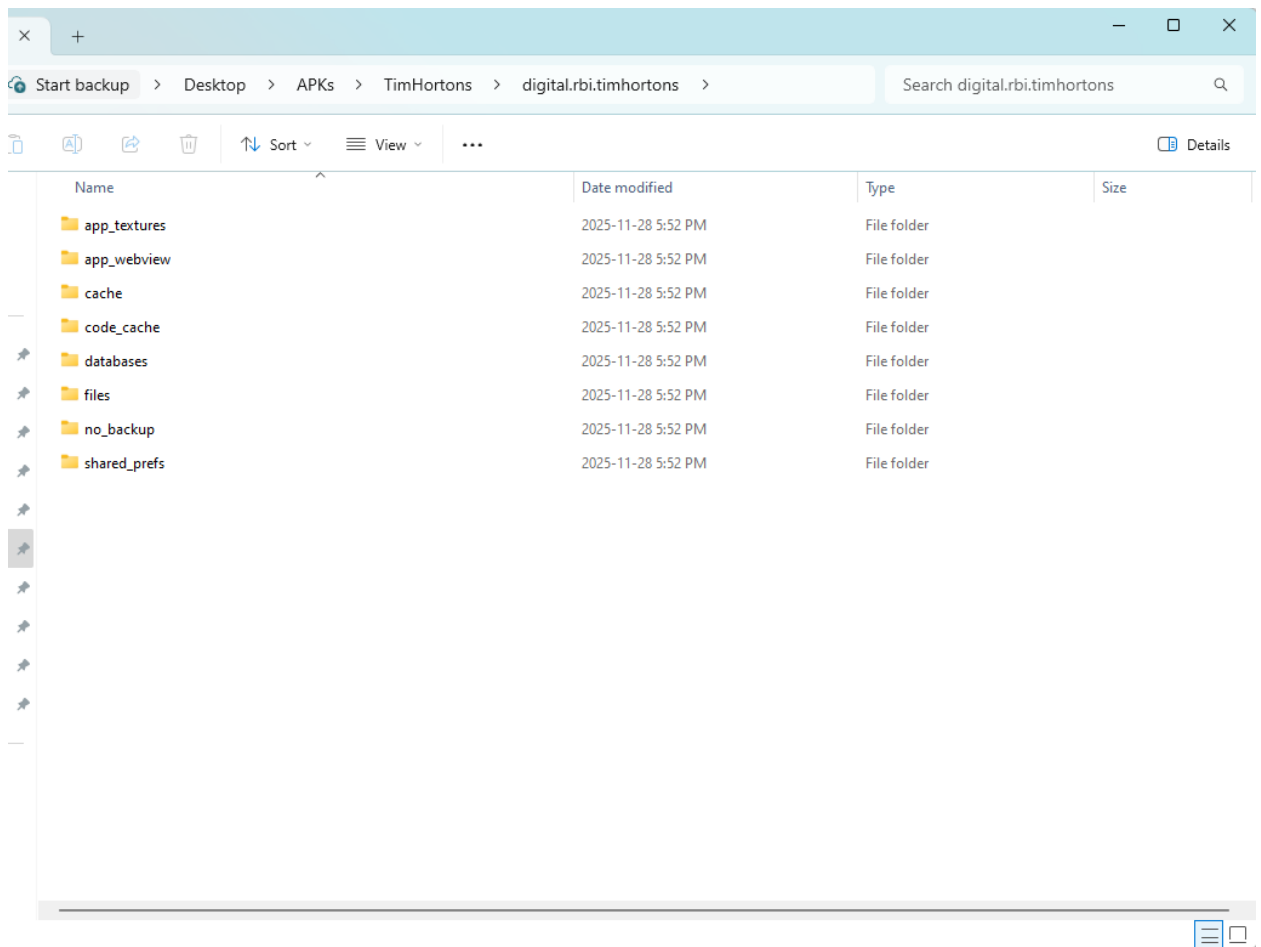 Start backup > Desktop > APKs > TimHortons > digital.rbi.timhortons >
Search digital.rbi.timhortons
Sort View ••• Details
Name Date modified Type Size
app_textures 2025-11-28 5:52 PM File folder
app_webview 2025-11-28 5:52 PM File folder
cache 2025-11-28 5:52 PM File folder
code_cache 2025-11-28 5:52 PM File folder
databases 2025-11-28 5:52 PM File folder
files 2025-11-28 5:52 PM File folder
no_backup 2025-11-28 5:52 PM File folder
shared_prefs 2025-11-28 5:52 PM File folder